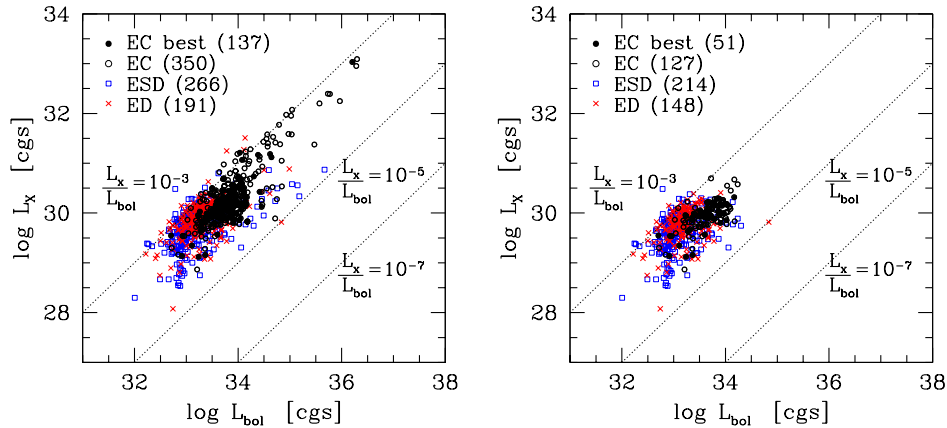 34
32
30
28
log L_X [cgs]
EC best (137)
EC (350)
ESD (266)
ED (191)
L_x/L_bol = 10^-3
L_x/L_bol = 10^-5
L_x/L_bol = 10^-7
32 34 36 38
log L_bol [cgs]
34
32
30
28
log L_X [cgs]
EC best (51)
EC (127)
ESD (214)
ED (148)
L_x/L_bol = 10^-3
L_x/L_bol = 10^-5
L_x/L_bol = 10^-7
32 34 36 38
log L_bol [cgs]